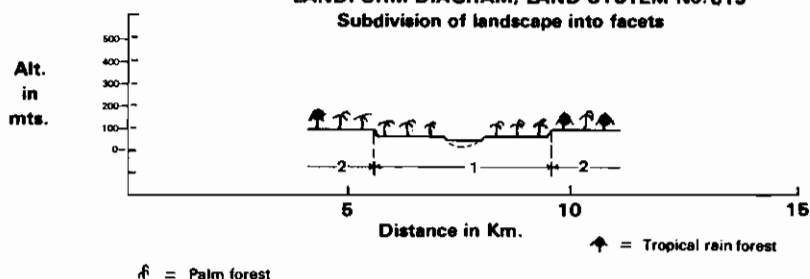 Subdivision of landscape into facets
Alt.
in
mts.
500
400
300
200
100
0
2
1
2
5
10
15
Distance in Km.
= Tropical rain forest
= Palm forest